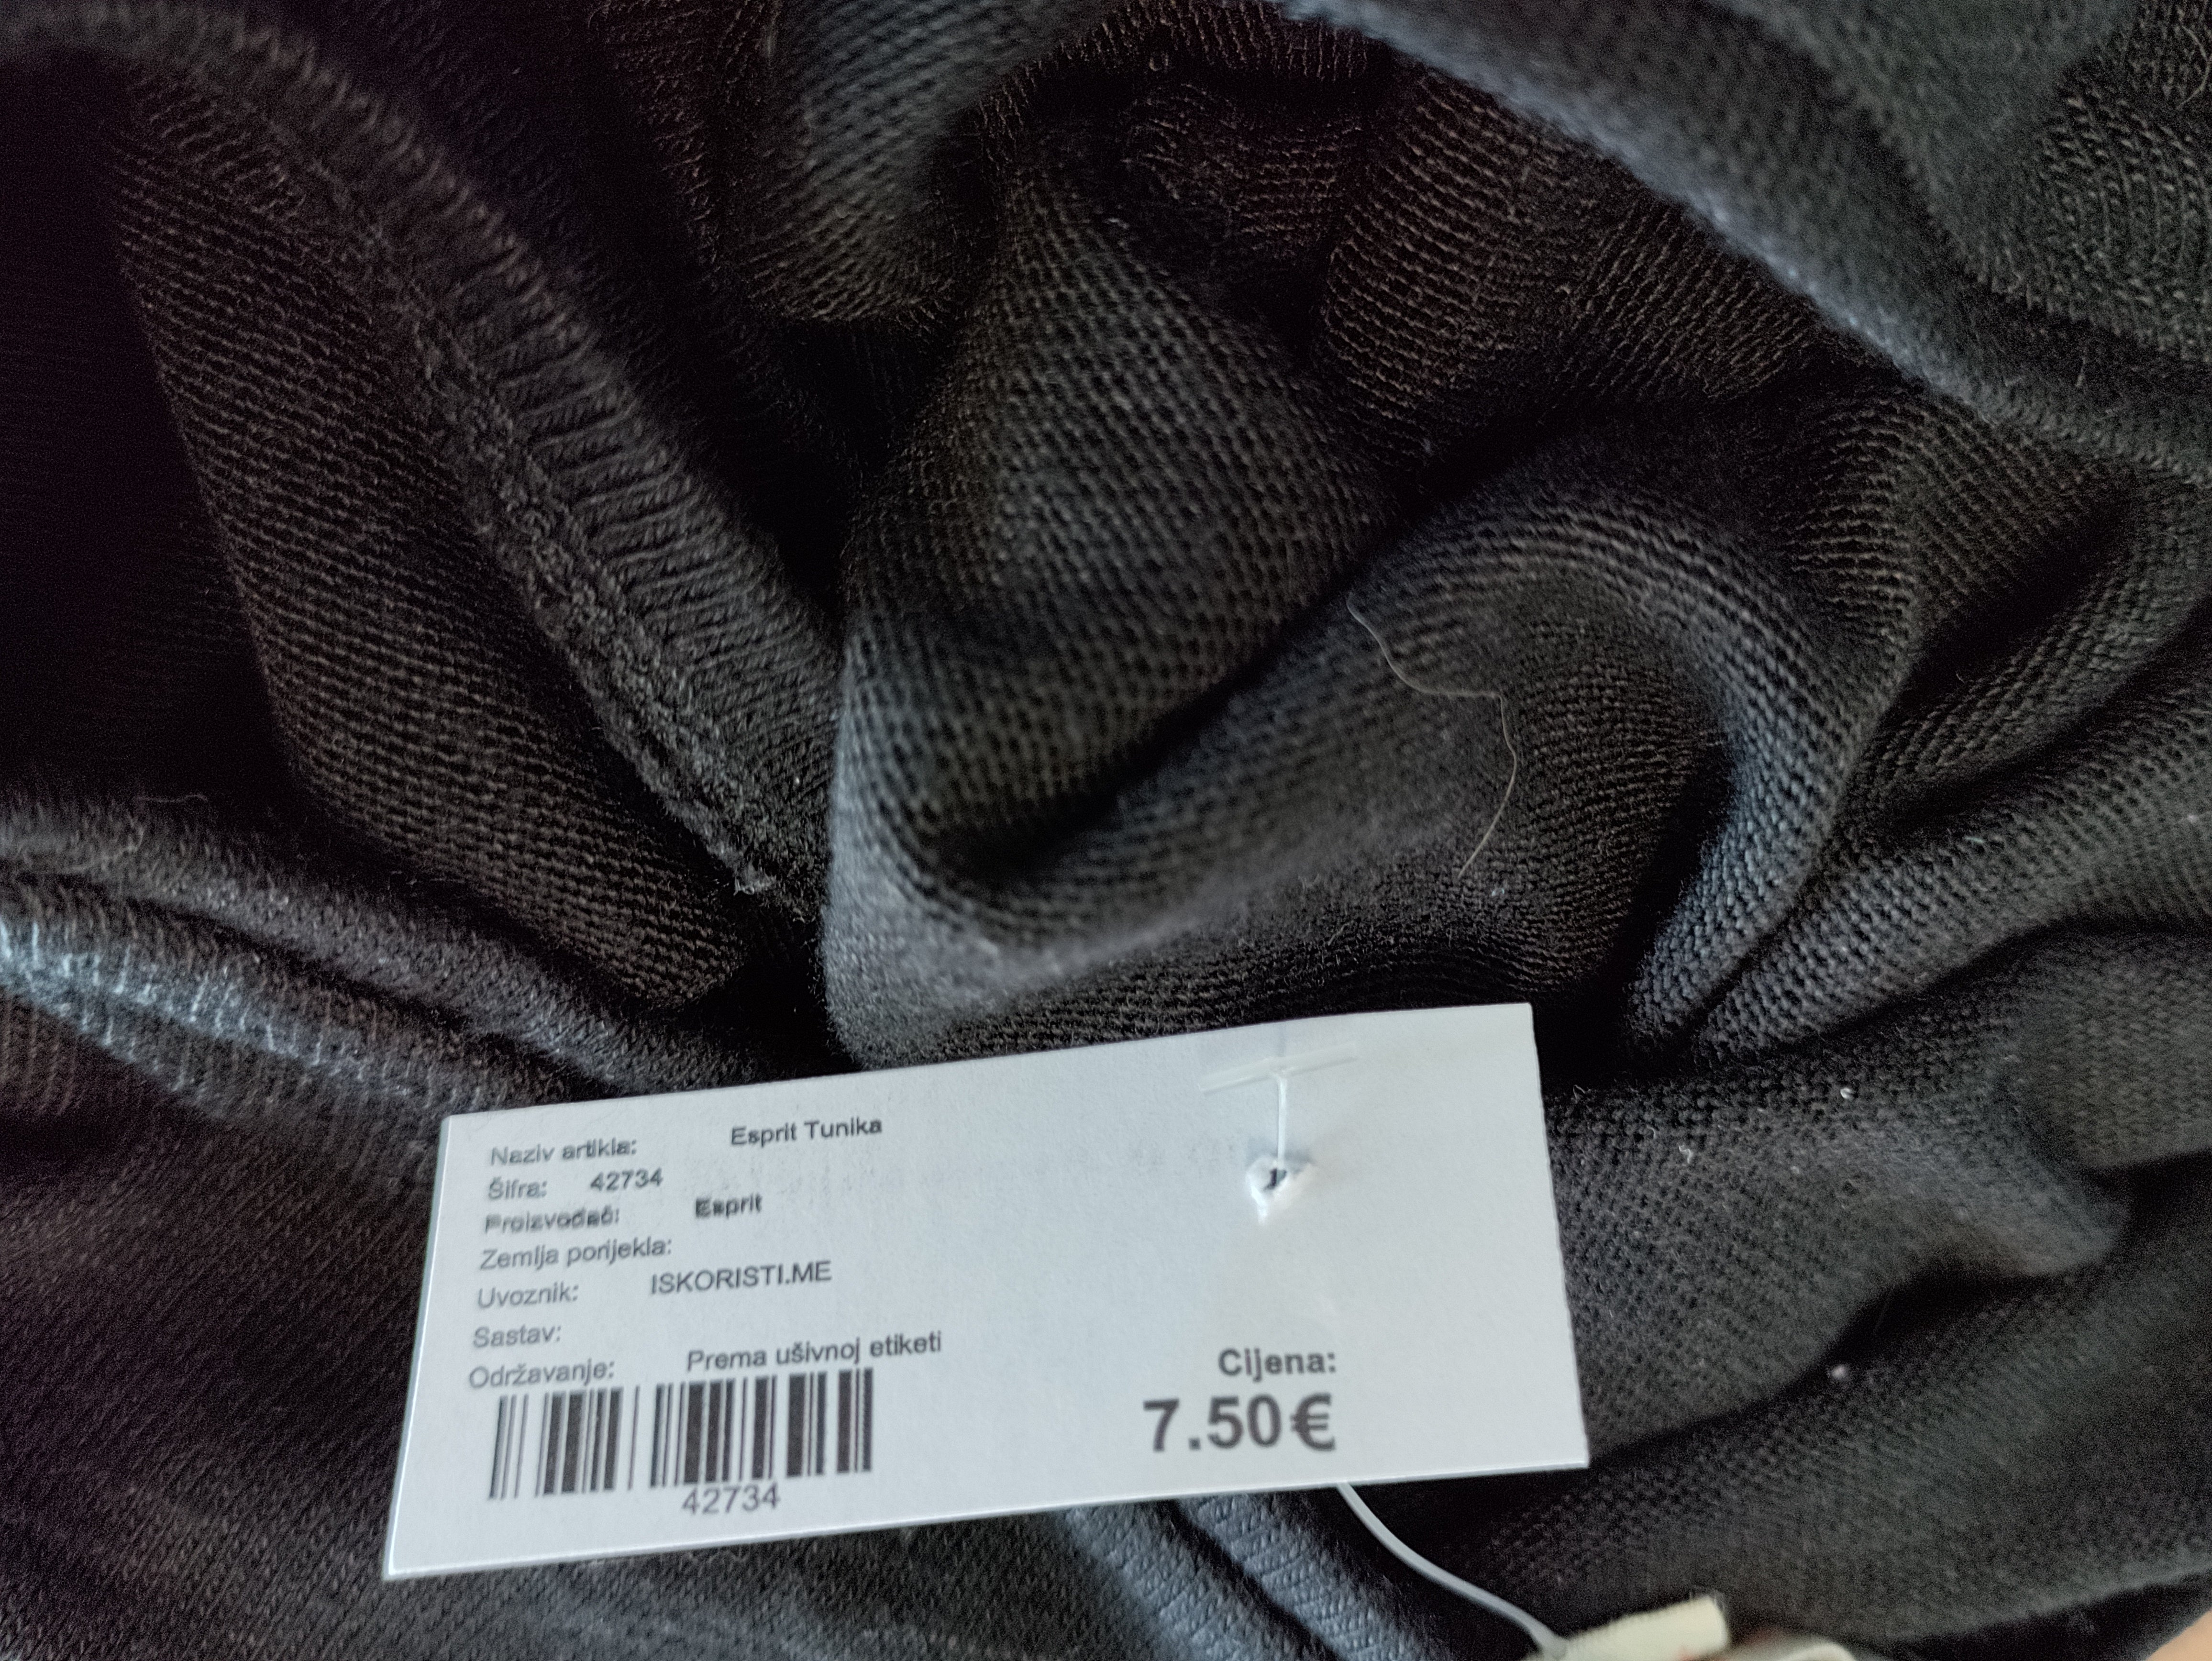 Naziv artikla: Esprit Tunika
Šifra: 42734
Proizvođač: Esprit
Zemlja porijekla:
Uvoznik: ISKORISTI.ME
Sastav:
Održavanje: Prema ušivnoj etiketi
42734
Cijena:
7.50€